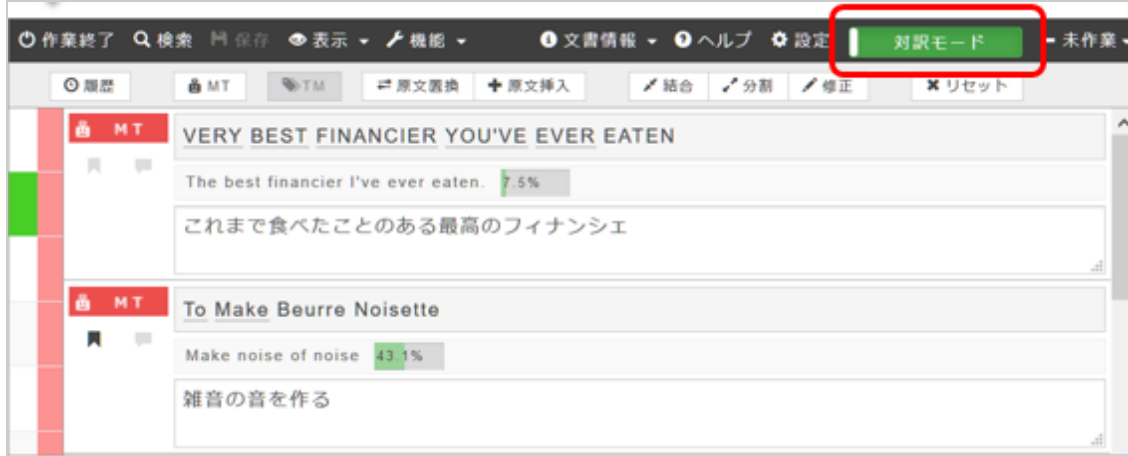 作業終了 検索 保存 表示 機能 文書情報 ヘルプ 設定 対訳モード 未作業
履歴 MT TM 原文置換 原文挿入 結合 分割 修正 リセット
MT VERY BEST FINANCIER YOU'VE EVER EATEN
The best financier I've ever eaten. 7.5%
これまで食べたことのある最高のフィナンシェ
MT To Make Beurre Noisette
Make noise of noise 43.1%
雑音の音を作る